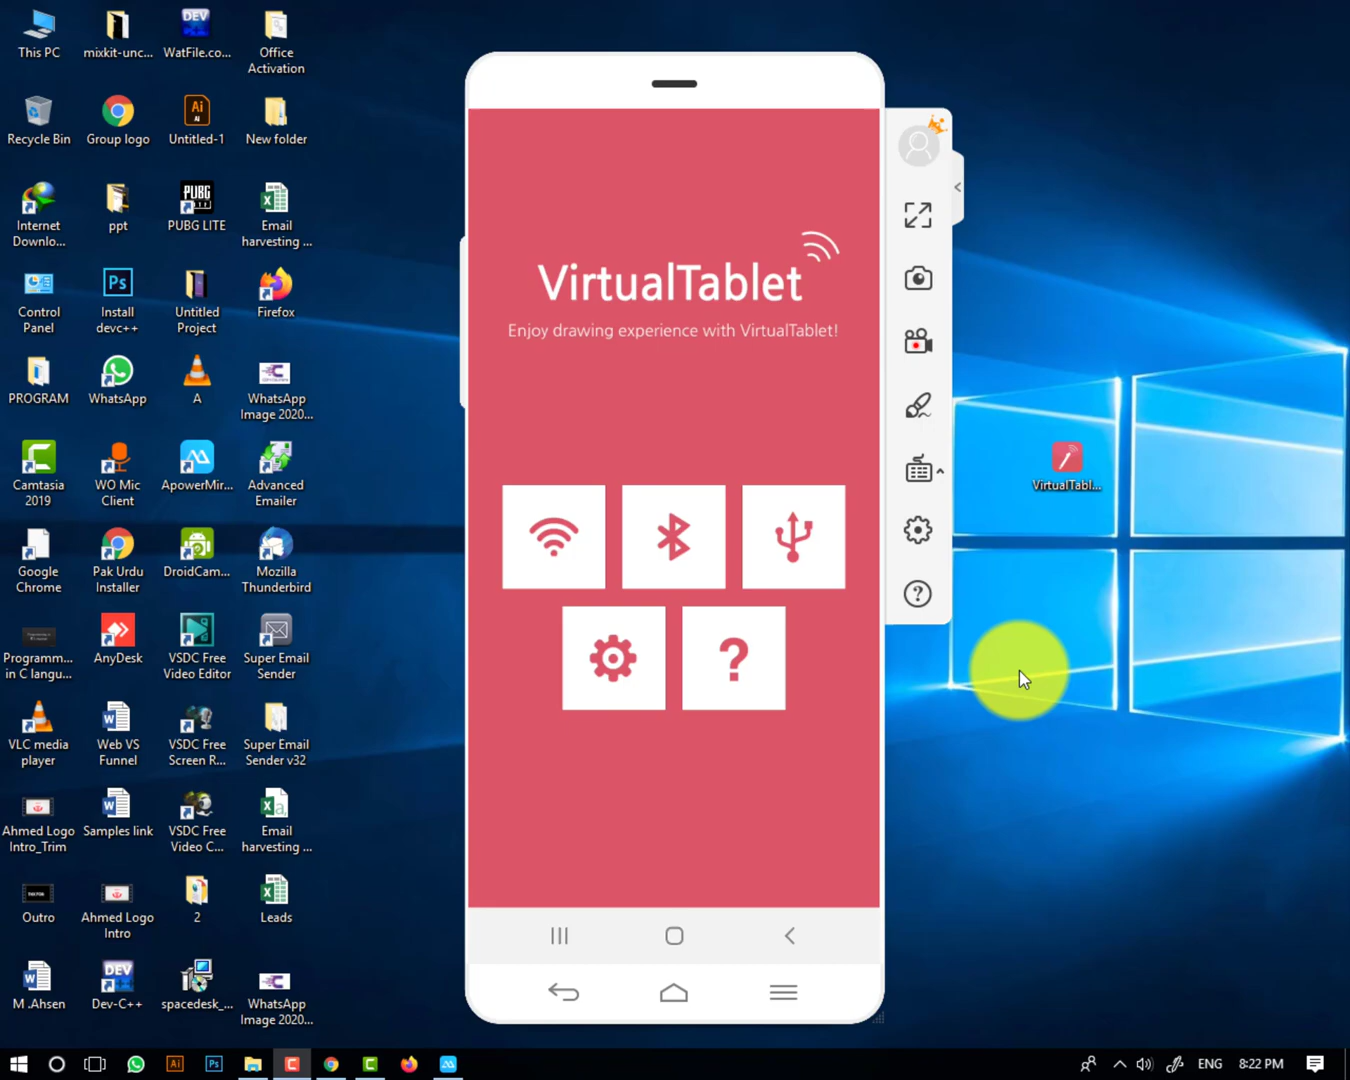 This PC
mixkit-unc...
WatFile.co...
Office
Activation
Recycle Bin
Group logo
Untitled-1
New folder
Internet
Downlo...
ppt
PUBG LITE
Email
harvesting ...
Control
Panel
Install
devc++
Untitled
Project
Firefox
PROGRAM
WhatsApp
A
WhatsApp
Image 2020...
Camtasia
2019
WO Mic
Client
ApowerMir...
Advanced
Emailer
Google
Chrome
Pak Urdu
Installer
DroidCam...
Mozilla
Thunderbird
Programm...
in C langu...
AnyDesk
VSDC Free
Video Editor
Super Email
Sender
VLC media
player
Web VS
Funnel
VSDC Free
Screen R...
Super Email
Sender v32
Ahmed Logo
Intro_Trim
Samples link
VSDC Free
Video C...
Email
harvesting ...
Outro
Ahmed Logo
Intro
2
Leads
M .Ahsen
Dev-C++
spacedesk_...
WhatsApp
Image 2020...
VirtualTablet
Enjoy drawing experience with VirtualTablet!
VirtualTabl...
ENG
8:22 PM